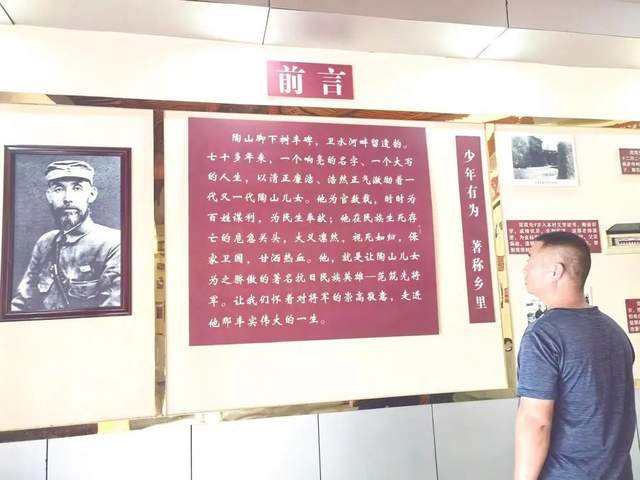 前言
陶山脚下树丰碑，卫水河畔留遗韵。
七十多年来，一个响亮的名字、一个大写
的人生，以清正廉洁、浩然正气激励着一
代又一代陶山儿女。他为官数载，时时为
百姓谋利，为民生奉献；他在民族生死存
亡的危急关头，大义凛然，视死如归，保
家卫国，甘洒热血。他，就是让陶山儿女
为之骄傲的著名抗日民族英雄—范筑先将
军。让我们怀着对将军的崇高敬意，走进
他那丰实伟大的一生。
少年有为 著称乡里